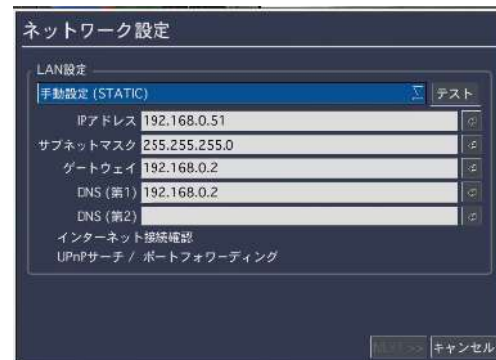 ネットワーク設定
LAN設定
手動設定 (STATIC)
テスト
IPアドレス 192.168.0.51
サブネットマスク 255.255.255.0
ゲートウェイ 192.168.0.2
DNS (第1) 192.168.0.2
DNS (第2)
インターネット接続確認
UPnPサーチ / ポートフォワーディング
キャンセル